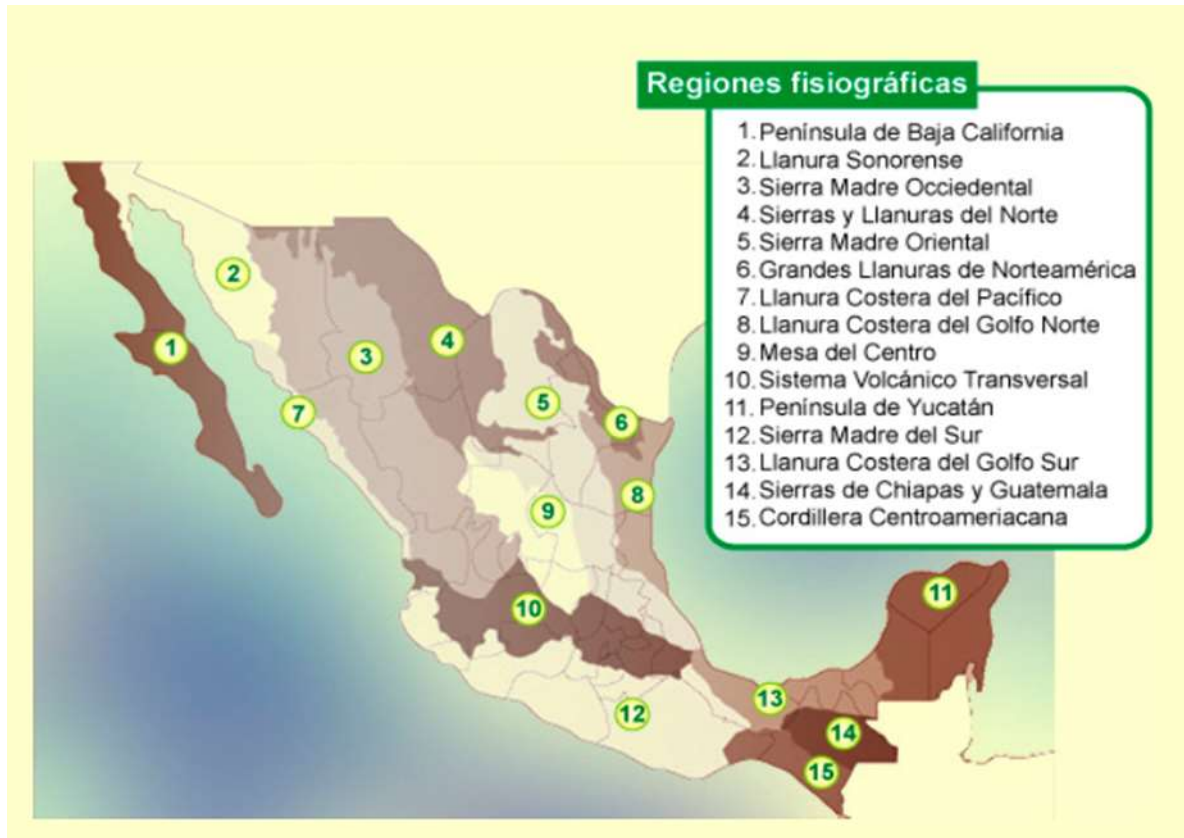 Regiones fisiográficas
1. Península de Baja California
2. Llanura Sonorense
3. Sierra Madre Occiedental
4. Sierras y Llanuras del Norte
5. Sierra Madre Oriental
6. Grandes Llanuras de Norteamérica
7. Llanura Costera del Pacífico
8. Llanura Costera del Golfo Norte
9. Mesa del Centro
10. Sistema Volcánico Transversal
11. Península de Yucatán
12. Sierra Madre del Sur
13. Llanura Costera del Golfo Sur
14. Sierras de Chiapas y Guatemala
15. Cordillera Centroameriacana
2
1
3
4
7
5
6
8
9
10
11
12
13
14
15